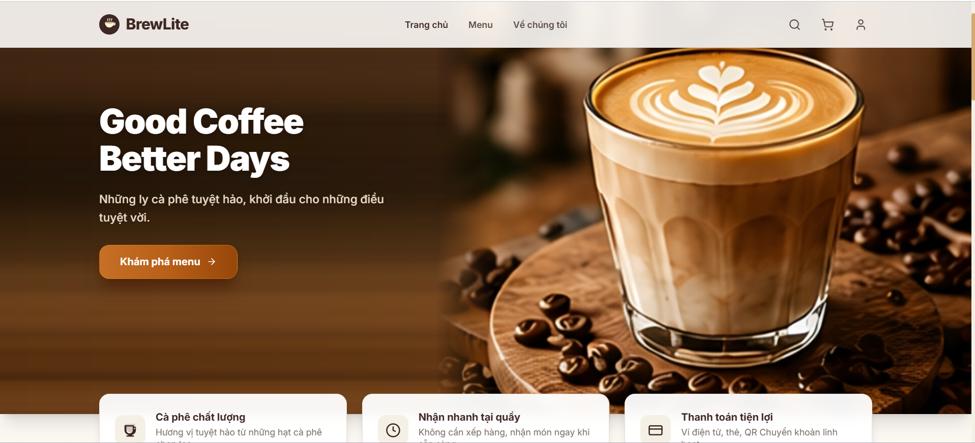 BrewLite
Trang chủ Menu Về chúng tôi
Good Coffee
Better Days
Những ly cà phê tuyệt hảo, khởi đầu cho những điều
tuyệt vời.
Khám phá menu →
Cà phê chất lượng
Hương vị tuyệt hảo từ những hạt cà phê
Nhận nhanh tại quầy
Không cần xếp hàng, nhận món ngay khi
Thanh toán tiện lợi
Ví điện tử, thẻ, QR Chuyển khoản linh